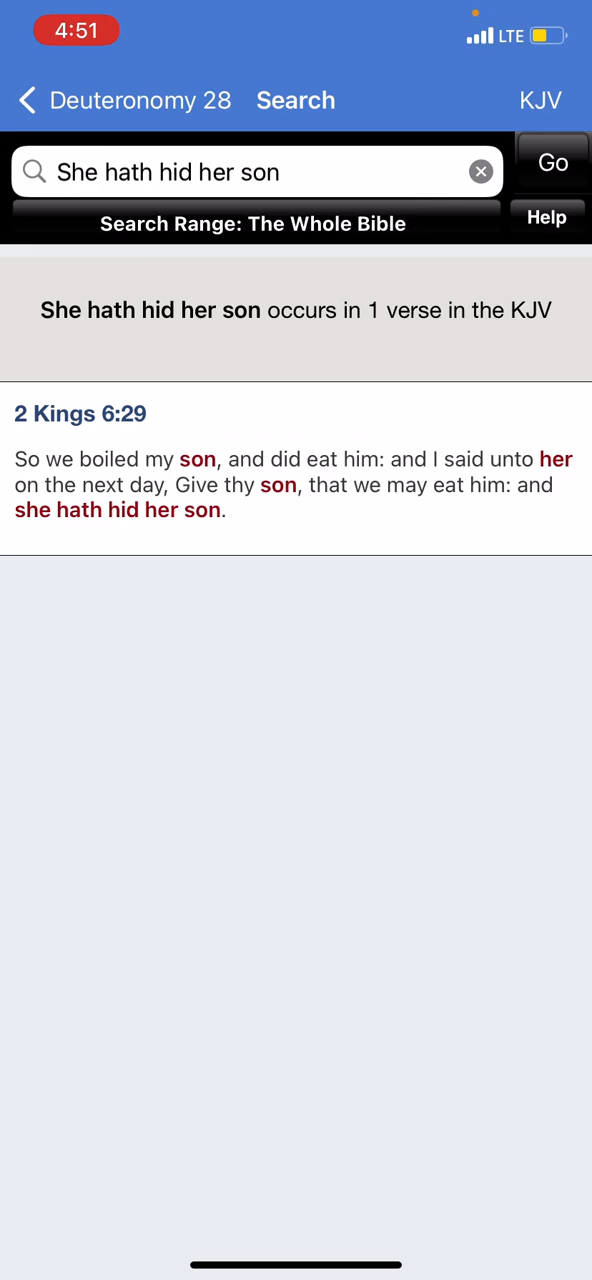 4:51 LTE
Deuteronomy 28 Search KJV
She hath hid her son Go
Search Range: The Whole Bible Help
She hath hid her son occurs in 1 verse in the KJV
2 Kings 6:29
So we boiled my son, and did eat him: and I said unto her
on the next day, Give thy son, that we may eat him: and
she hath hid her son.